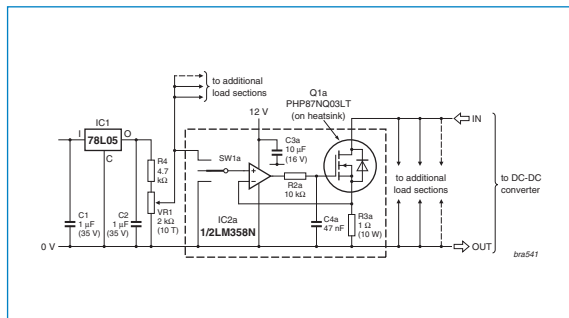 to additional
load sections
Q1a
PHP87NQ03LT
(on heatsink)
IC1
12 V
IN
I
78L05
O
C
R4
4.7
kΩ
C3a
10 µF
(16 V)
SW1a
+
–
R2a
10 kΩ
to additional
load sections
to DC-DC
converter
C1
1 µF
(35 V)
C2
1 µF
(35 V)
VR1
2 kΩ
(10 T)
IC2a
1/2LM358N
C4a
47 nF
R3a
1 Ω
(10 W)
0 V
OUT
bra541